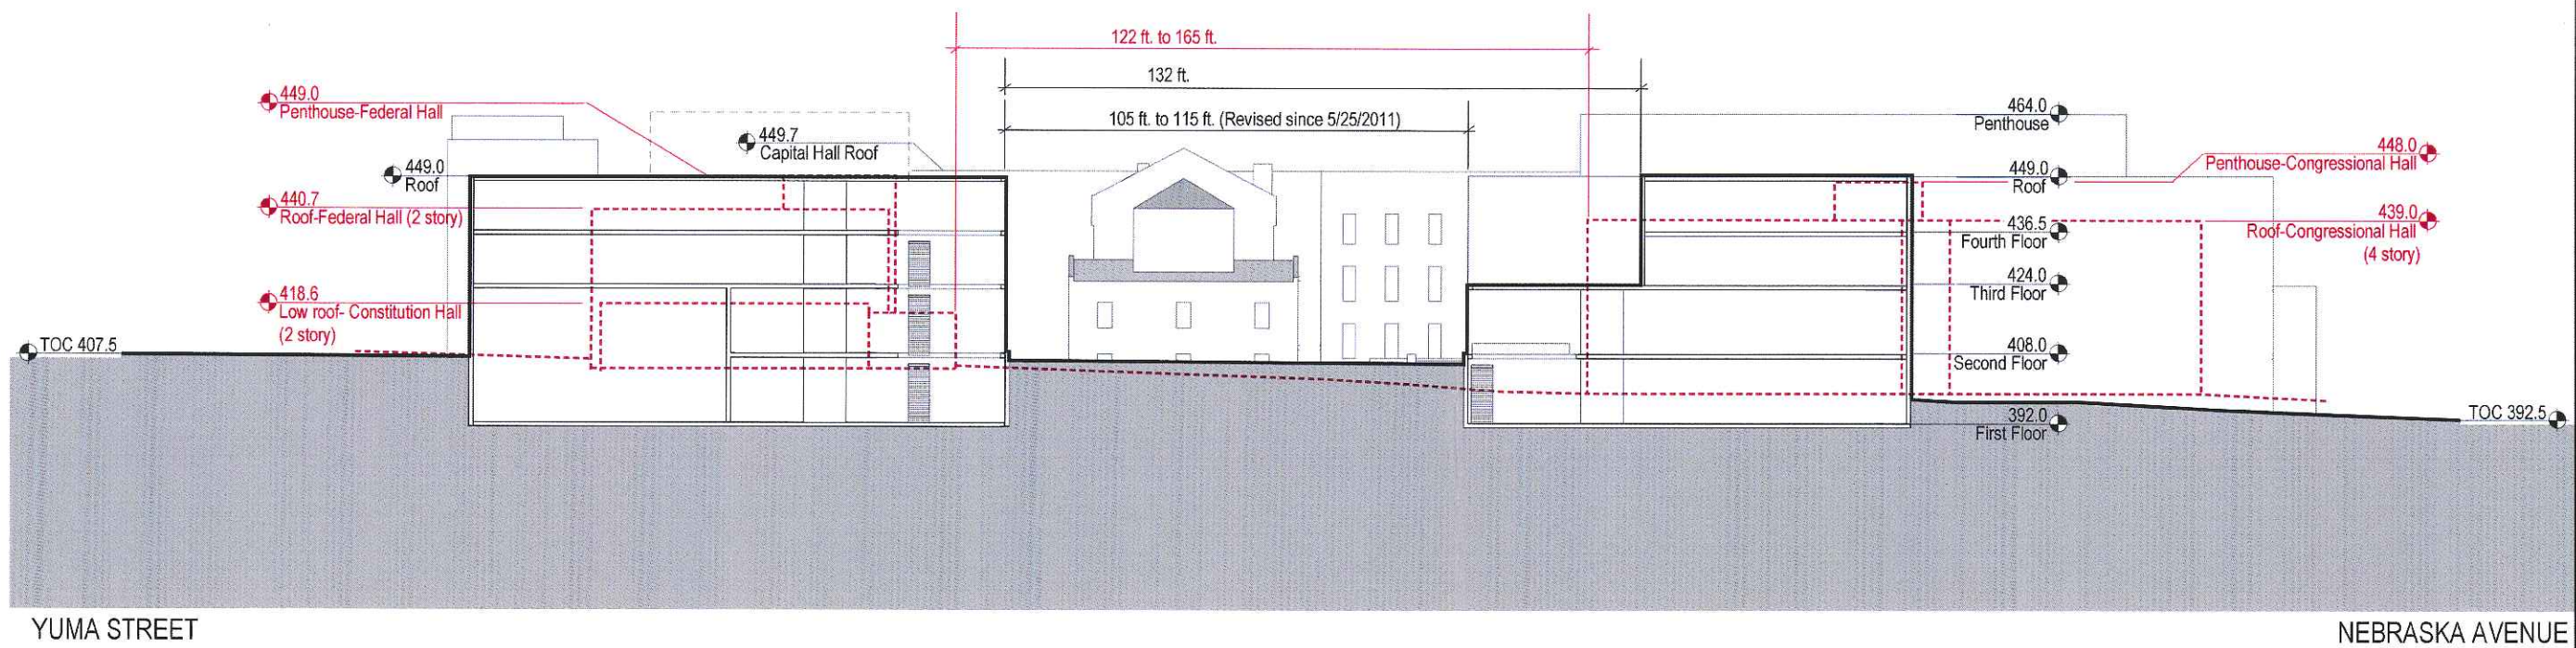 122 ft. to 165 ft.
132 ft.
105 ft. to 115 ft. (Revised since 5/25/2011)
449.0
Penthouse-Federal Hall
449.7
Capital Hall Roof
449.0
Roof
440.7
Roof-Federal Hall (2 story)
418.6
Low roof- Constitution Hall
(2 story)
TOC 407.5
464.0
Penthouse
448.0
Penthouse-Congressional Hall
449.0
Roof
439.0
Roof-Congressional Hall
(4 story)
436.5
Fourth Floor
424.0
Third Floor
408.0
Second Floor
392.0
First Floor
TOC 392.5
YUMA STREET
NEBRASKA AVENUE